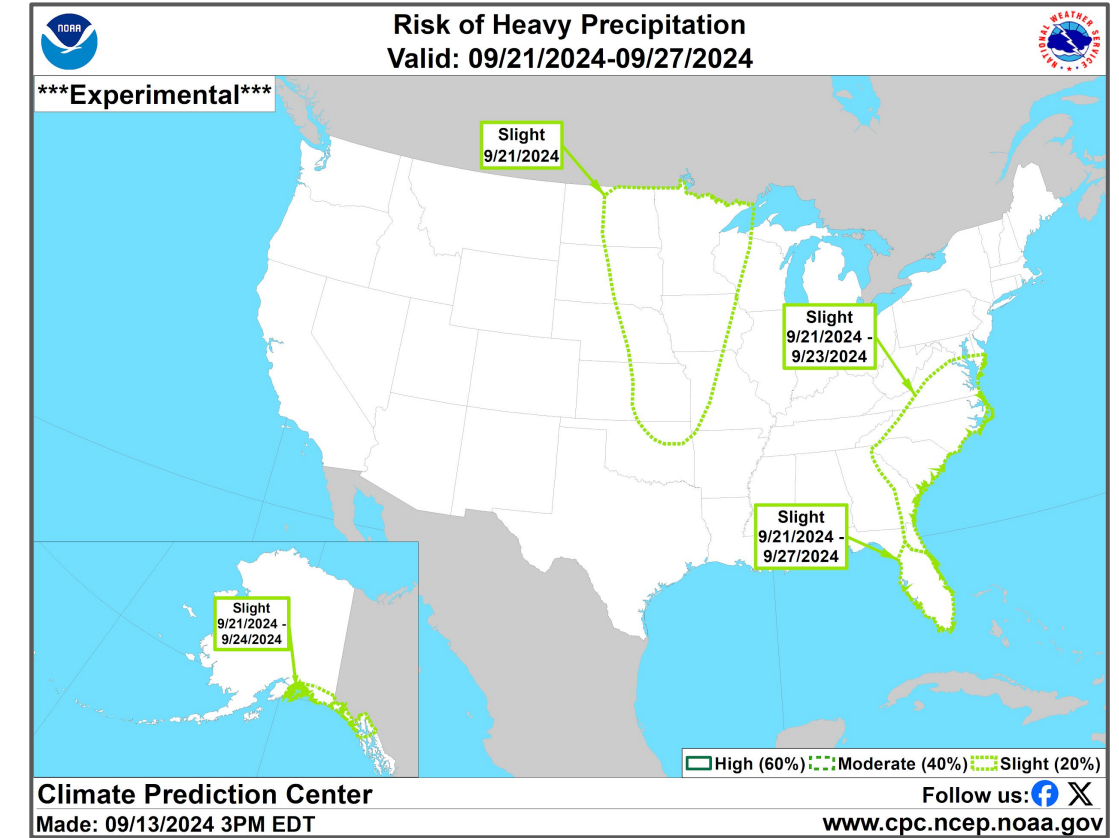 NOAA
Risk of Heavy Precipitation
Valid: 09/21/2024-09/27/2024
NATIONAL WEATHER SERVICE
***Experimental***
Slight
9/21/2024
Slight
9/21/2024 -
9/23/2024
Slight
9/21/2024 -
9/27/2024
Slight
9/21/2024 -
9/24/2024
High (60%) Moderate (40%) Slight (20%)
Climate Prediction Center
Follow us:
Made: 09/13/2024 3PM EDT
www.cpc.ncep.noaa.gov